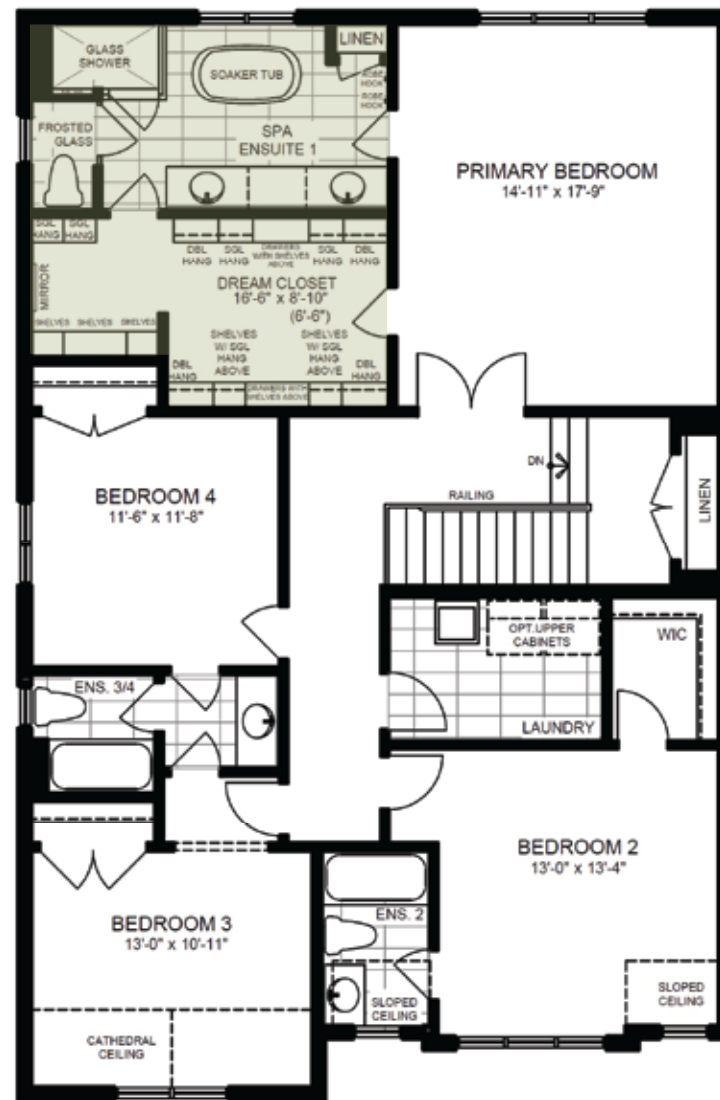 GLASS
SHOWER
SOAKER TUB
LINEN
ROBE
HOOK
ROBE
HOOK
FROSTED
GLASS
SPA
ENSUITE 1
PRIMARY BEDROOM
14'-11" x 17'-9"
SGL
HANG
SGL
HANG
MIRROR
DBL
HANG
SGL
HANG
DRAWERS
WITH SHELVES
ABOVE
SGL
HANG
DBL
HANG
DREAM CLOSET
16'-6" x 8'-10"
(6'-6")
SHELVES
SHELVES
SHELVES
DBL
HANG
SHELVES
W/ SGL
HANG
ABOVE
SHELVES
W/ SGL
HANG
ABOVE
DBL
HANG
DRAWERS WITH
SHELVES ABOVE
BEDROOM 4
11'-6" x 11'-8"
DN
RAILING
LINEN
OPT.UPPER
CABINETS
WIC
LAUNDRY
ENS. 3/4
BEDROOM 2
13'-0" x 13'-4"
BEDROOM 3
13'-0" x 10'-11"
ENS. 2
SLOPED
CEILING
SLOPED
CEILING
CATHEDRAL
CEILING